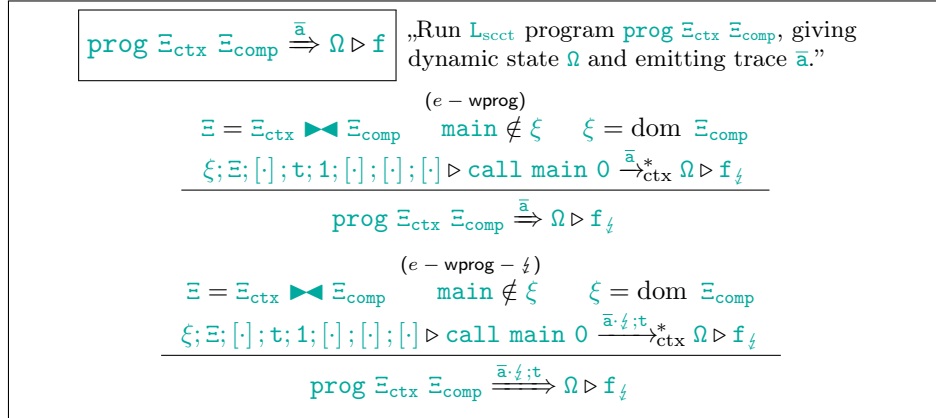 prog Ξctx Ξcomp ⇒ᵃ̅ Ω ▷ f „Run Lscct program prog Ξctx Ξcomp, giving
dynamic state Ω and emitting trace a̅.”
(e − wprog)
Ξ = Ξctx ▶◀ Ξcomp main ∉ ξ ξ = dom Ξcomp
ξ; Ξ; [·] ; t; 1; [·] ; [·] ; [·] ▷ call main 0 →ᵃ̅*ctx Ω ▷ f↯
prog Ξctx Ξcomp ⇒ᵃ̅ Ω ▷ f↯
(e − wprog − ↯)
Ξ = Ξctx ▶◀ Ξcomp main ∉ ξ ξ = dom Ξcomp
ξ; Ξ; [·] ; t; 1; [·] ; [·] ; [·] ▷ call main 0 —a̅·↯;t→*ctx Ω ▷ f↯
prog Ξctx Ξcomp =a̅·↯;t⇒ Ω ▷ f↯